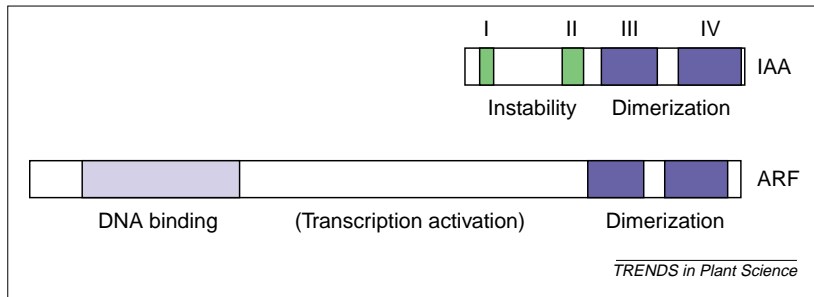 I II III IV
IAA
Instability Dimerization
ARF
DNA binding (Transcription activation) Dimerization
TRENDS in Plant Science